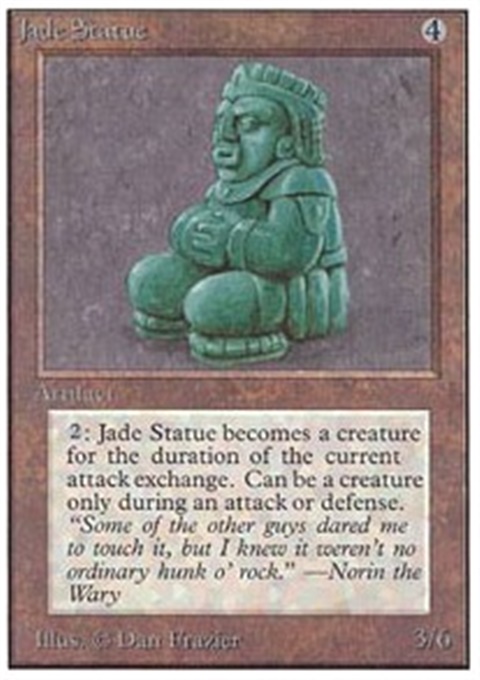 Jade Statue 4
Artifact
2: Jade Statue becomes a creature
for the duration of the current
attack exchange. Can be a creature
only during an attack or defense.
“Some of the other guys dared me
to touch it, but I knew it weren’t no
ordinary hunk o’ rock.” —Norin the
Wary
Illus. © Dan Frazier 3/6